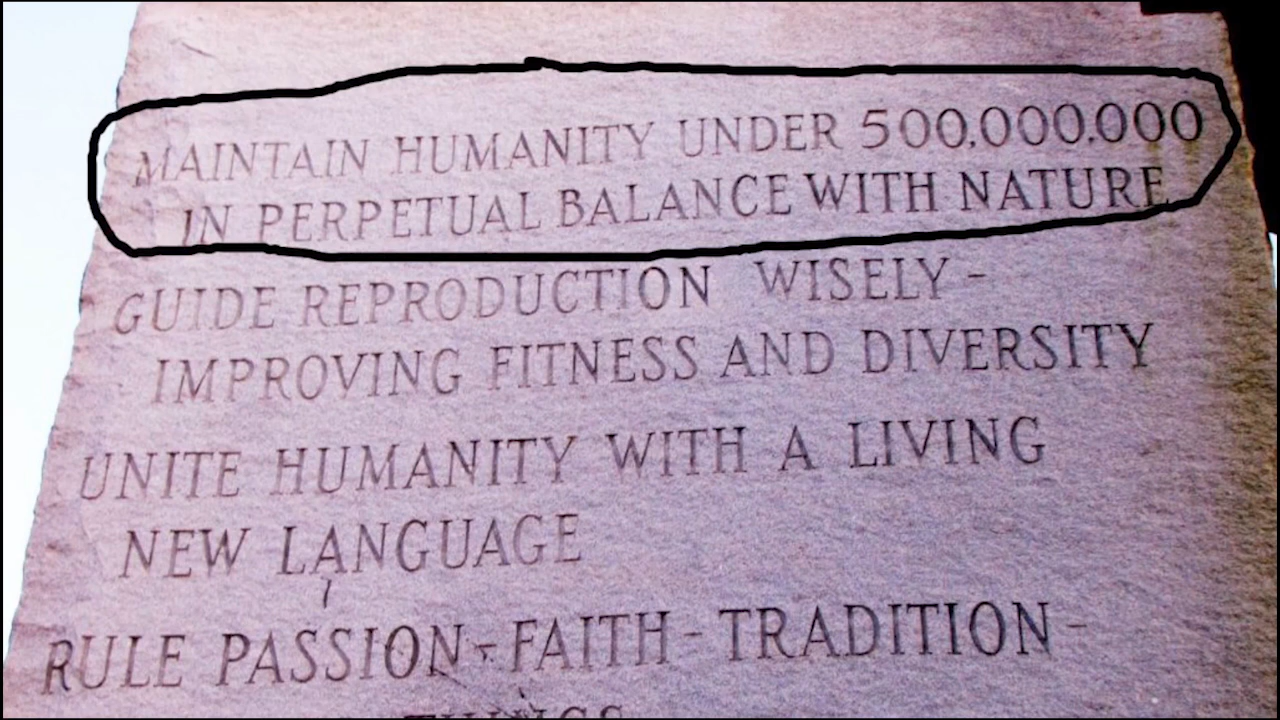 MAINTAIN HUMANITY UNDER 500,000,000
IN PERPETUAL BALANCE WITH NATURE
GUIDE REPRODUCTION WISELY -
IMPROVING FITNESS AND DIVERSITY
UNITE HUMANITY WITH A LIVING
NEW LANGUAGE
RULE PASSION - FAITH - TRADITION -
THINGS